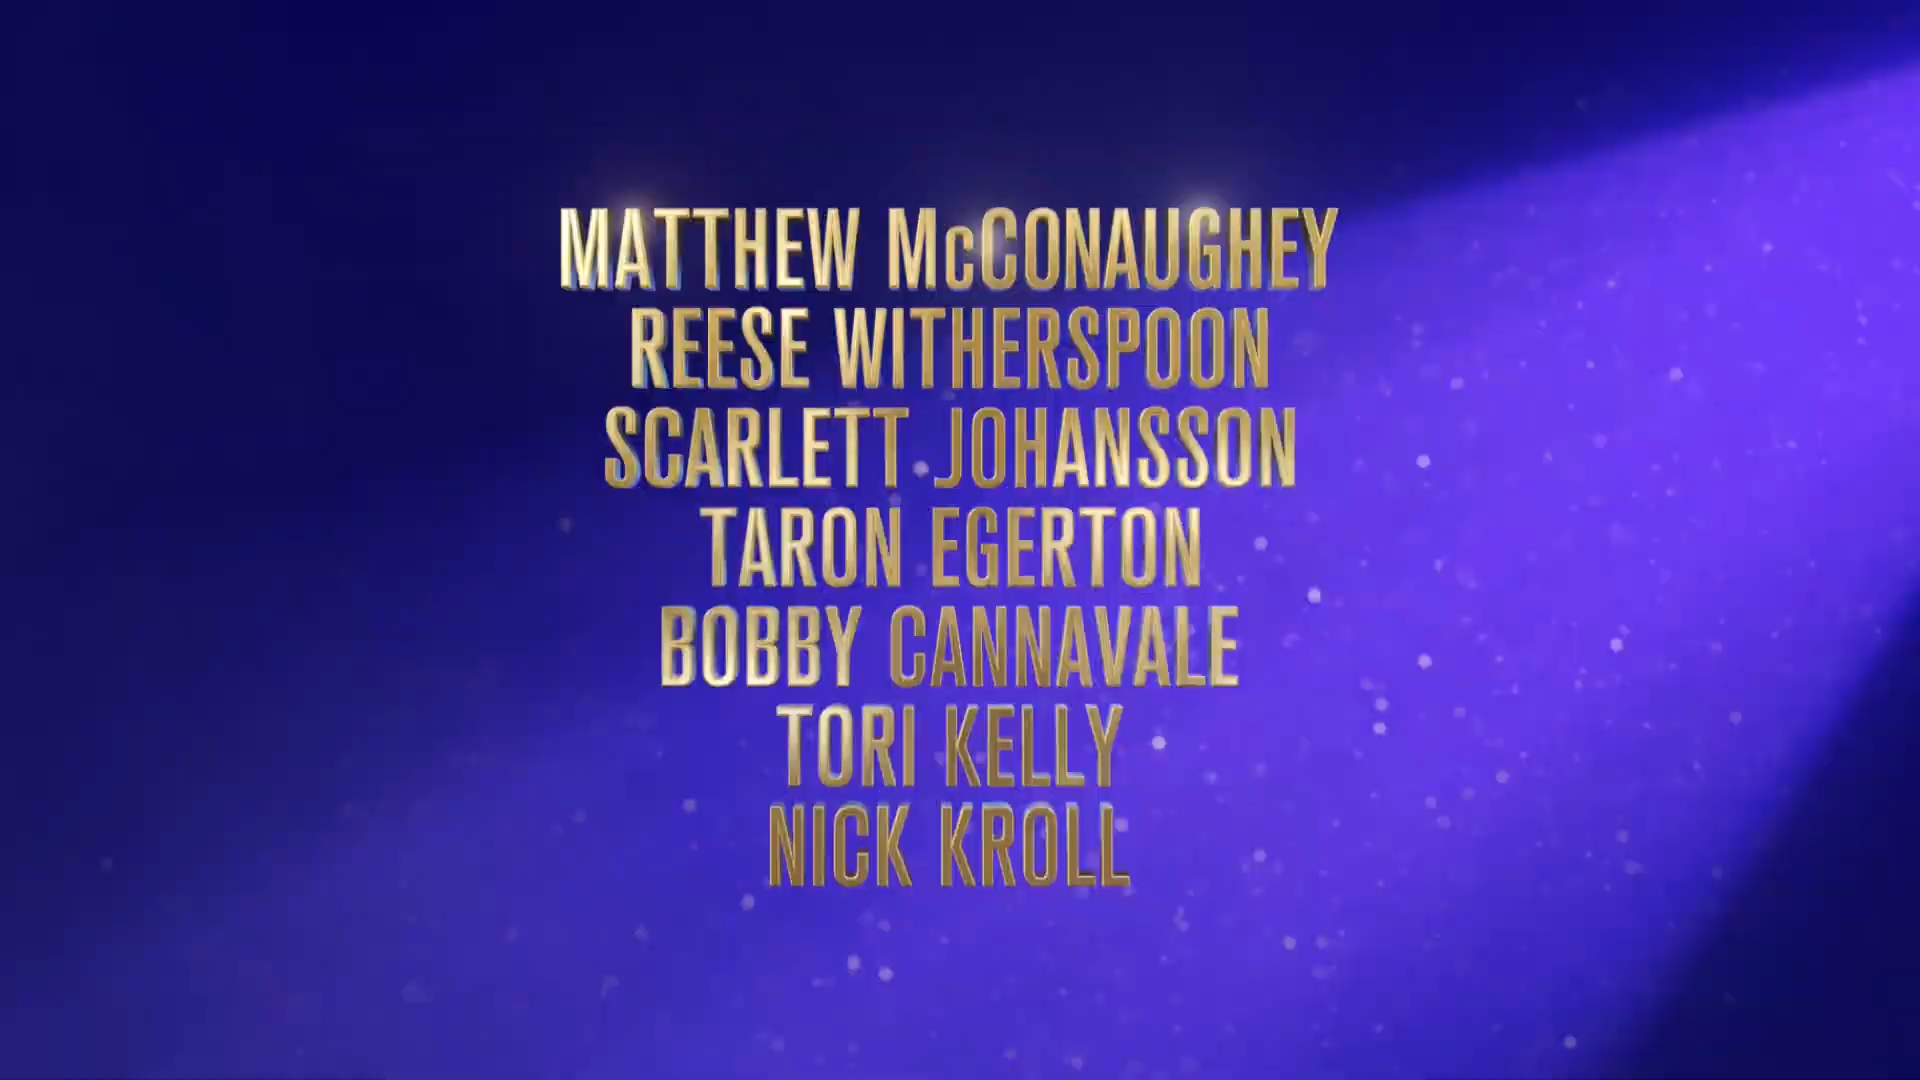 MATTHEW McCONAUGHEY
REESE WITHERSPOON
SCARLETT JOHANSSON
TARON EGERTON
BOBBY CANNAVALE
TORI KELLY
NICK KROLL